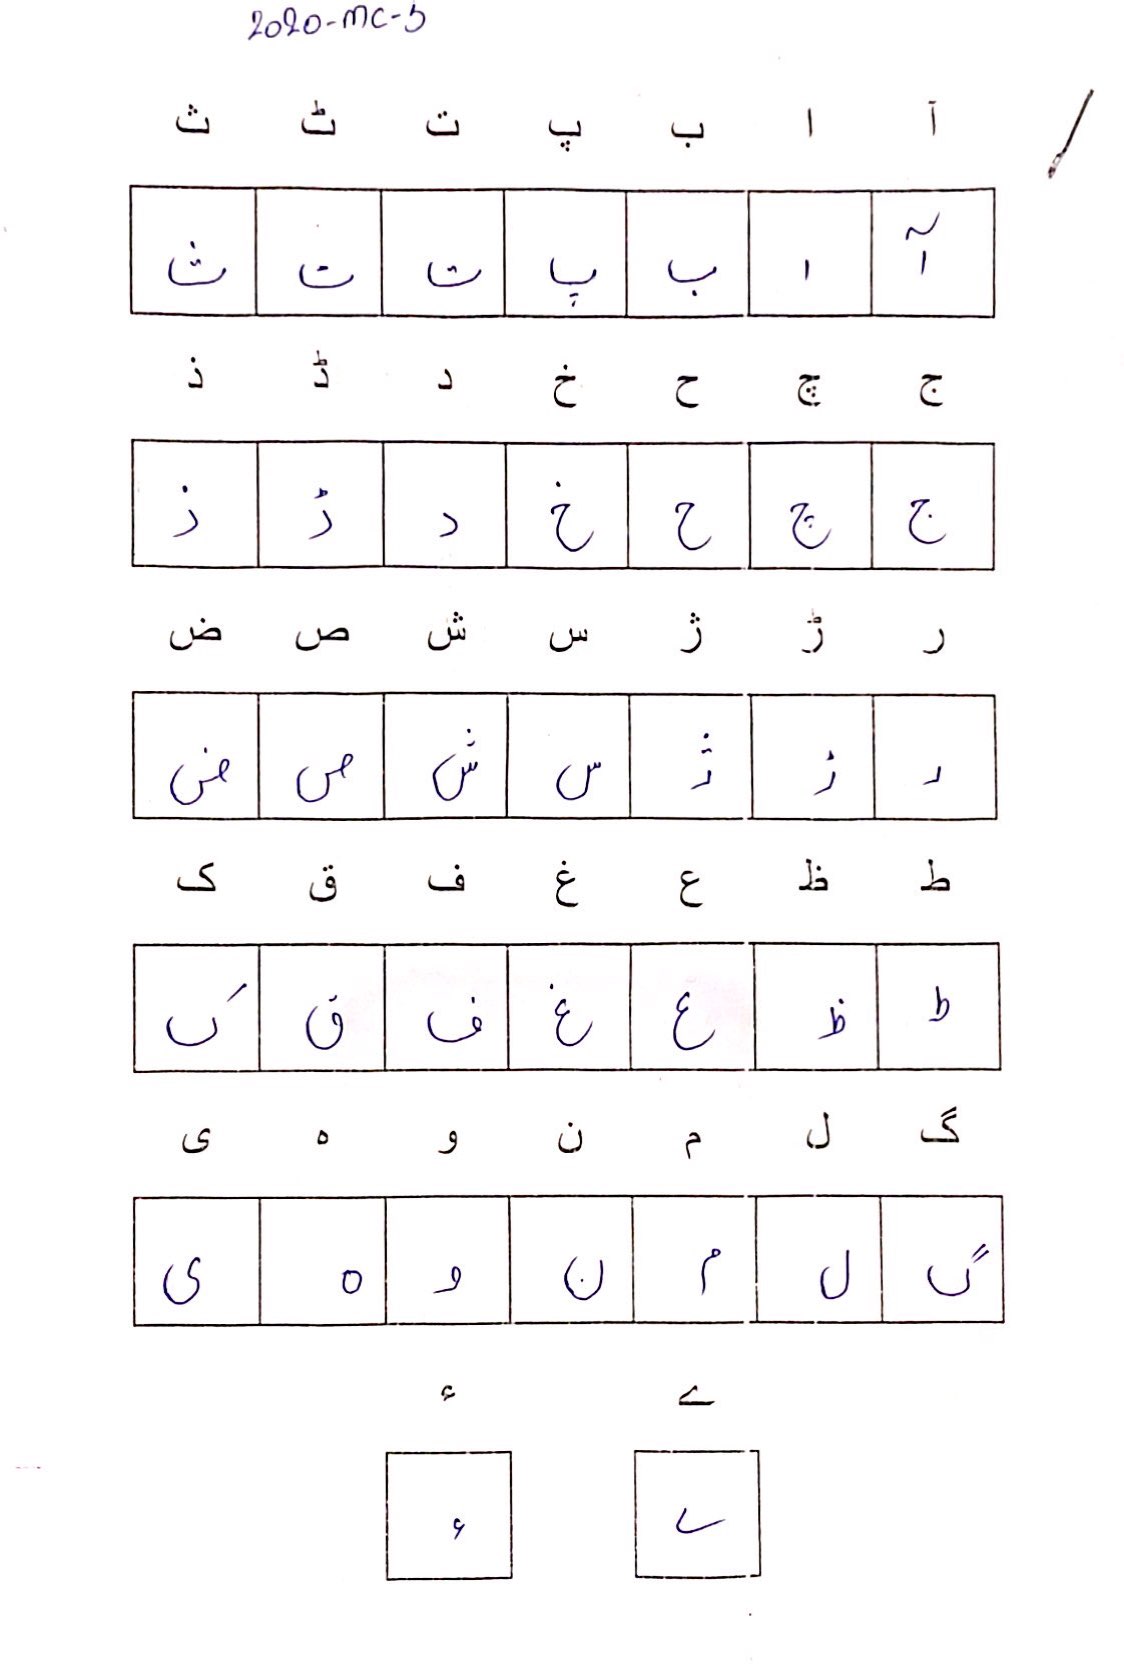 2020-MC-5
آ ا ب پ ت ٹ ث
آ ا ب پ ت ت ث
ج چ ح خ د ڈ ذ
ج چ ح خ د ڈ ذ
ر ڑ ژ س ش ص ض
ر ڑ ژ س ش ص ض
ط ظ ع غ ف ق ک
ط ظ ع غ ف ق ک
گ ل م ن و ہ ی
گ ل م ن و ہ ی
ے ء
ے ء